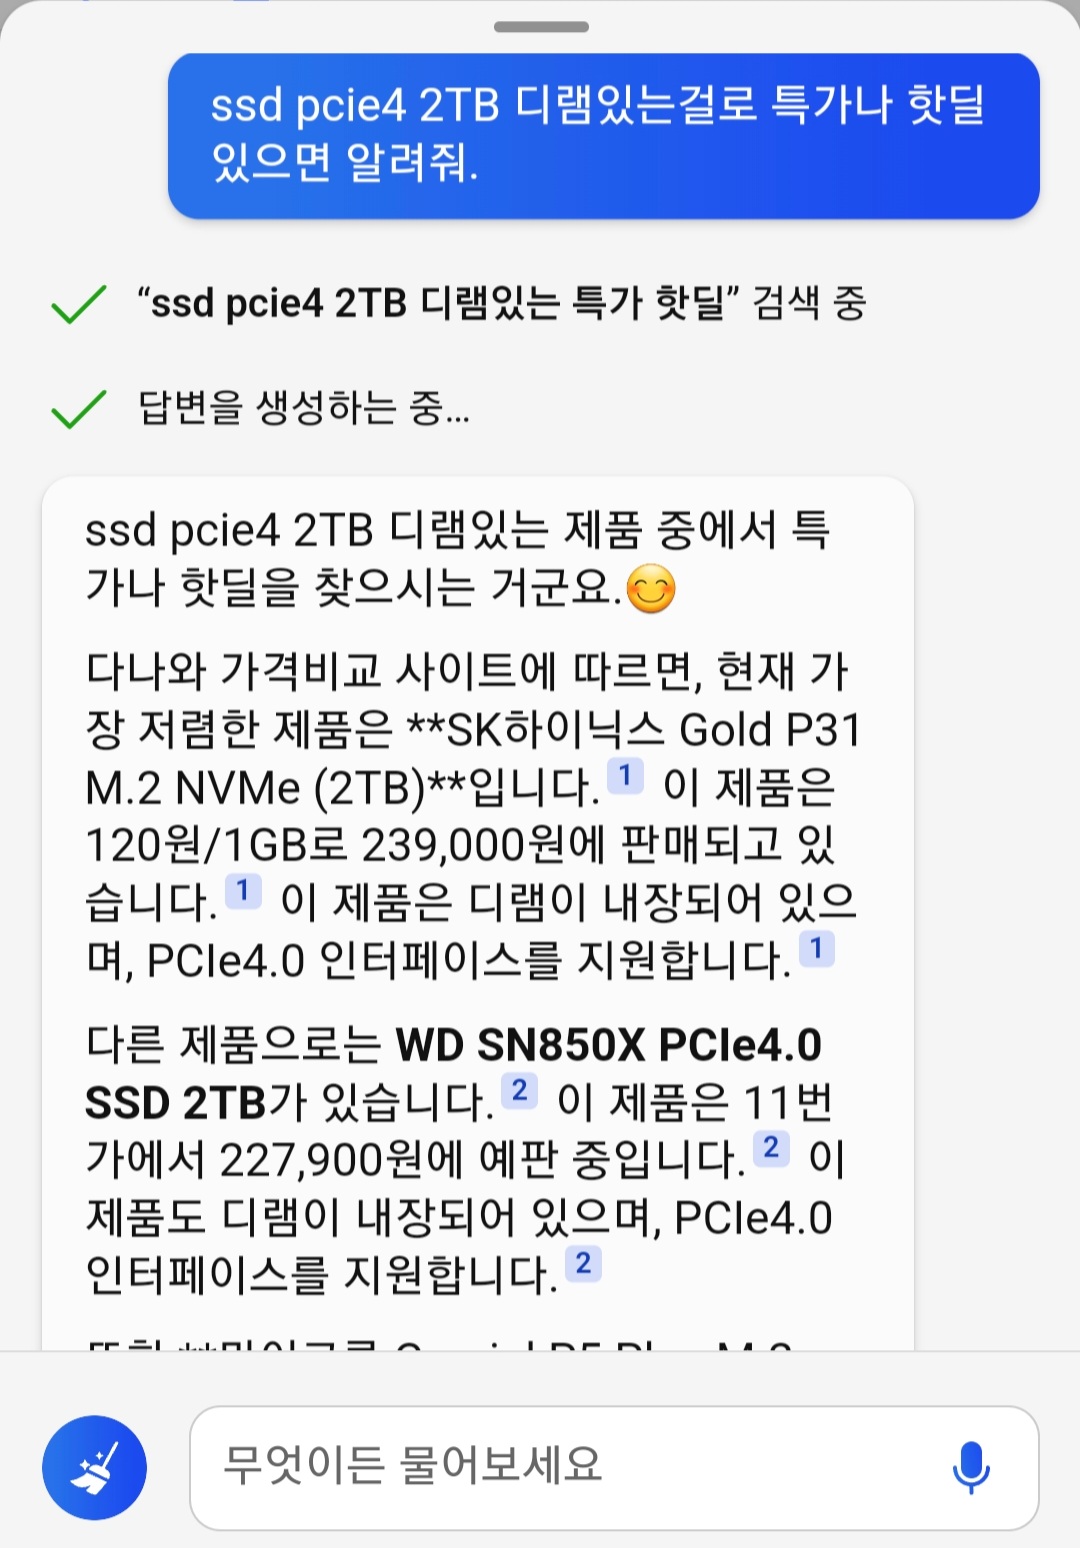 ssd pcie4 2TB 디램있는걸로 특가나 핫딜
있으면 알려줘.
“ssd pcie4 2TB 디램있는 특가 핫딜” 검색 중
답변을 생성하는 중...
ssd pcie4 2TB 디램있는 제품 중에서 특
가나 핫딜을 찾으시는 거군요.😊
다나와 가격비교 사이트에 따르면, 현재 가
장 저렴한 제품은 **SK하이닉스 Gold P31
M.2 NVMe (2TB)**입니다. 1 이 제품은
120원/1GB로 239,000원에 판매되고 있
습니다. 1 이 제품은 디램이 내장되어 있으
며, PCIe4.0 인터페이스를 지원합니다. 1
다른 제품으로는 WD SN850X PCIe4.0
SSD 2TB가 있습니다. 2 이 제품은 11번
가에서 227,900원에 예판 중입니다. 2 이
제품도 디램이 내장되어 있으며, PCIe4.0
인터페이스를 지원합니다. 2
무엇이든 물어보세요